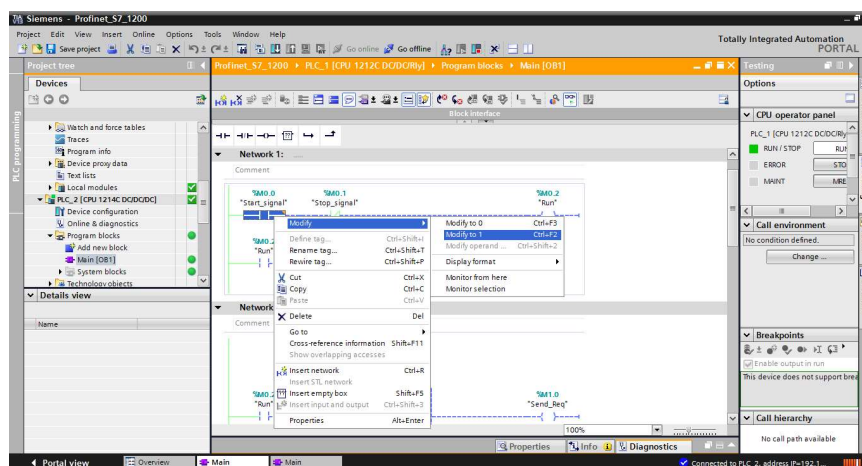 Siemens - Profinet_S7_1200
Project Edit View Insert Online Options Tools Window Help
Save project Go online Go offline
Totally Integrated Automation
PORTAL
Project tree
Profinet_S7_1200 PLC_1 [CPU 1212C DC/DC/Rly] Program blocks Main [OB1]
Testing
Devices
Options
PLC programming
Block interface
CPU operator panel
Watch and force tables
Traces
Program info
Device proxy data
Text lists
Local modules
PLC_2 [CPU 1214C DC/DC/DC]
Device configuration
Online & diagnostics
Program blocks
Add new block
Main [OB1]
System blocks
Technology objects
Details view
Name
Network 1:
Comment
%M0.0 %M0.1 %M0.2
"Start_signal" "Stop_signal" "Run"
"Run"
Modify
Define tag... Ctrl+Shift+I
Rename tag... Ctrl+Shift+T
Rewire tag... Ctrl+Shift+P
Cut Ctrl+X
Copy Ctrl+C
Paste Ctrl+V
Delete Del
Go to
Cross-reference information Shift+F11
Show overlapping accesses
Insert network Ctrl+R
Insert STL network
Insert empty box Shift+F5
Insert input and output Ctrl+Shift+3
Properties Alt+Enter
Modify to 0 Ctrl+F3
Modify to 1 Ctrl+F2
Modify operand ... Ctrl+Shift+2
Display format
Monitor from here
Monitor selection
Network
Comment
%M0.2 %M1.0
"Run" "Send_Req"
100%
PLC_1 [CPU 1212C DC/DC/Rly]
RUN / STOP RUN
ERROR STO
MAINT MRE
Call environment
No condition defined.
Change ...
Breakpoints
Enable output in run
This device does not support brea
Call hierarchy
No call path available
Properties Info Diagnostics
Portal view Overview Main Main
Connected to PLC_2, address IP=192.1...